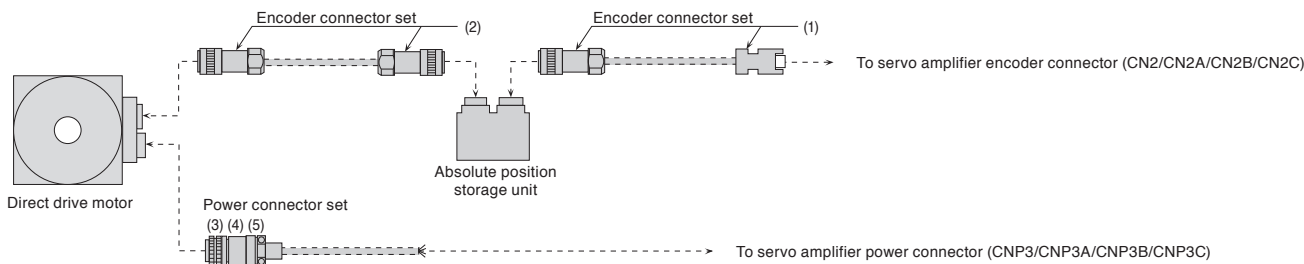 Encoder connector set
(2)
Encoder connector set
(1)
To servo amplifier encoder connector (CN2/CN2A/CN2B/CN2C)
Absolute position
storage unit
Direct drive motor
Power connector set
(3) (4) (5)
To servo amplifier power connector (CNP3/CNP3A/CNP3B/CNP3C)